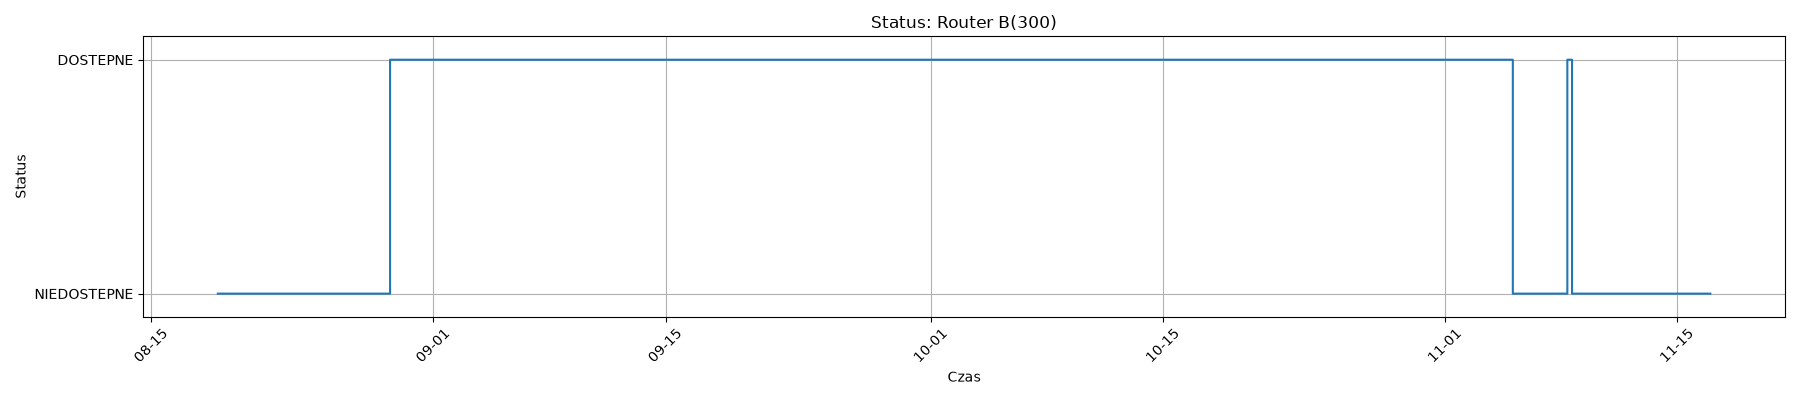 Status: Router B(300)
DOSTEPNE
Status
NIEDOSTEPNE
08-15
09-01
09-15
10-01
10-15
11-01
11-15
Czas